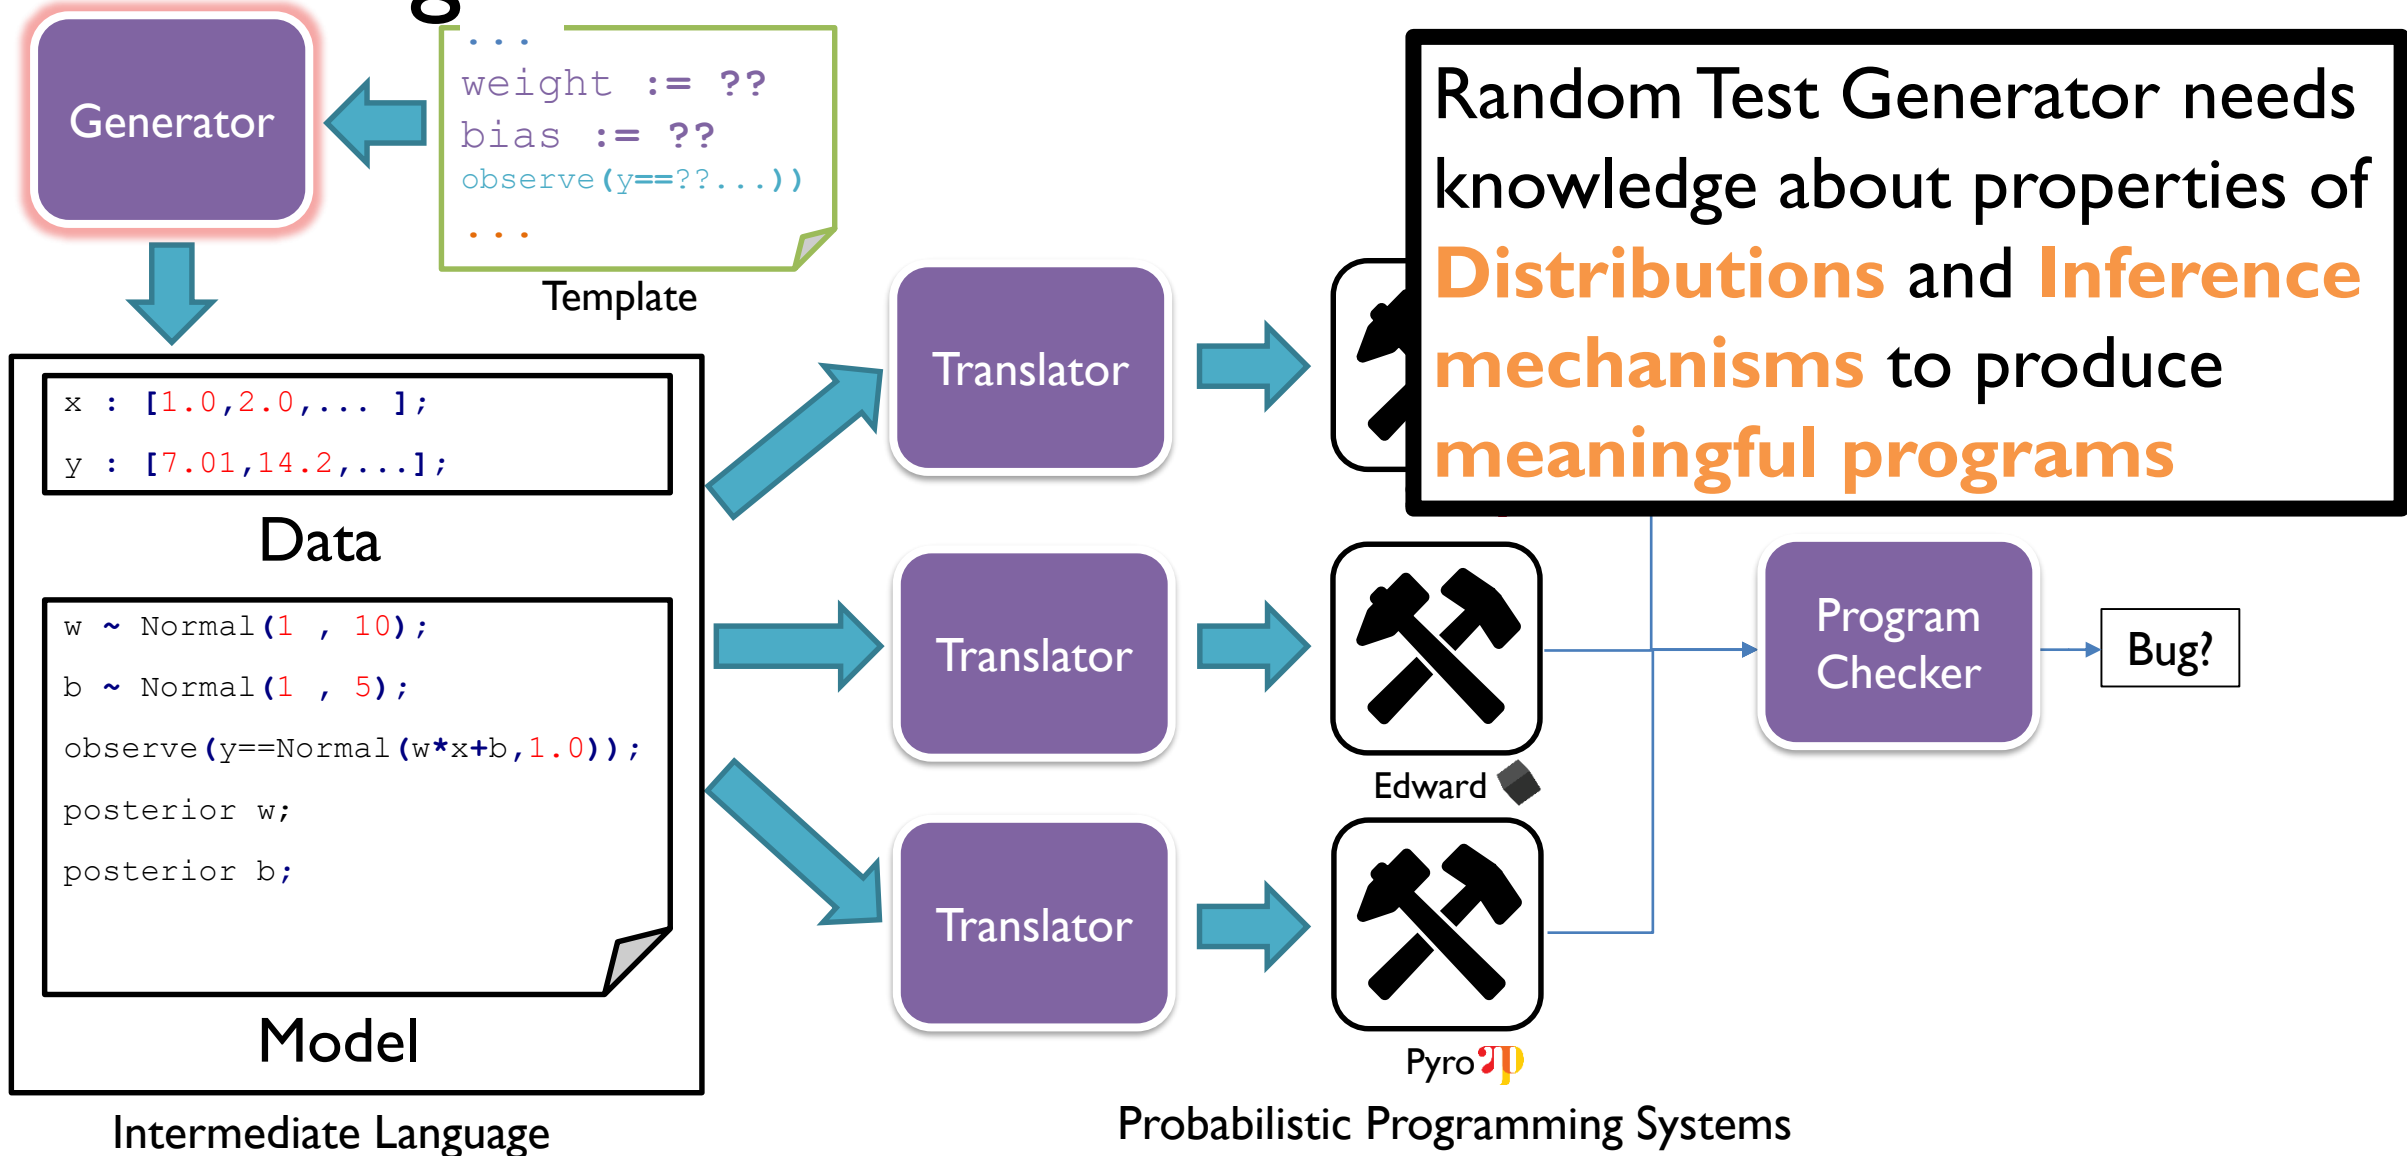 Generator
...
weight := ??
bias := ??
observe(y==??...))
...
Template
Random Test Generator needs
knowledge about properties of
Distributions and Inference
mechanisms to produce
meaningful programs
x : [1.0,2.0,... ];
y : [7.01,14.2,...];
Data
w ~ Normal(1 , 10);
b ~ Normal(1 , 5);
observe(y==Normal(w*x+b,1.0));
posterior w;
posterior b;
Model
Intermediate Language
Translator
Translator
Translator
Edward
Pyro
Probabilistic Programming Systems
Program
Checker
Bug?